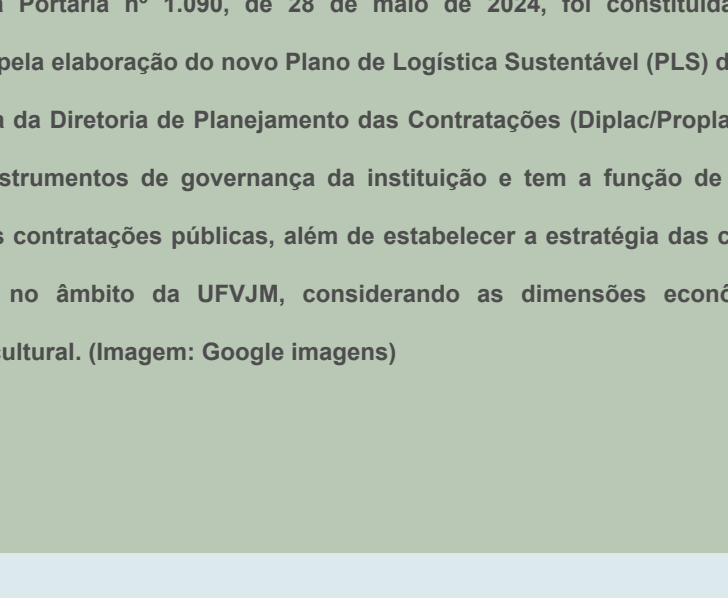 a Portaria nº 1.090, de 28 de maio de 2024, foi constituída
pela elaboração do novo Plano de Logística Sustentável (PLS) d
a da Diretoria de Planejamento das Contratações (Diplac/Propla
strumentos de governança da instituição e tem a função de
s contratações públicas, além de estabelecer a estratégia das c
no âmbito da UFVJM, considerando as dimensões econô
cultural. (Imagem: Google imagens)